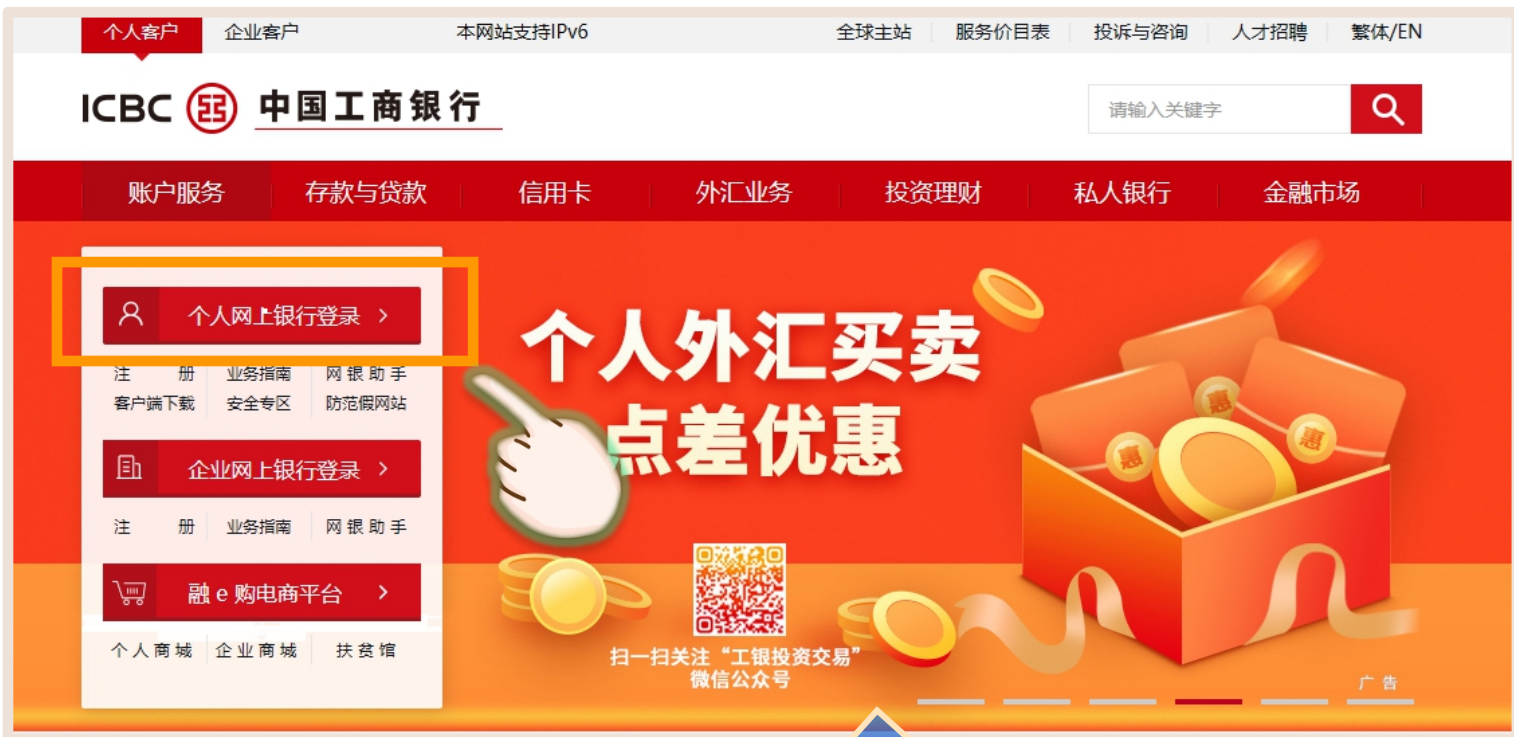 个人客户 企业客户 本网站支持IPv6 全球主站 服务价目表 投诉与咨询 人才招聘 繁体/EN
ICBC 中国工商银行 请输入关键字
账户服务 存款与贷款 信用卡 外汇业务 投资理财 私人银行 金融市场
个人网上银行登录 >
注 册 业务指南 网银助手
客户端下载 安全专区 防范假网站
企业网上银行登录 >
注 册 业务指南 网银助手
融e购电商平台 >
个人商城 企业商城 扶贫馆
个人外汇买卖
点差优惠
惠
惠
惠
扫一扫关注“工银投资交易”
微信公众号
广告